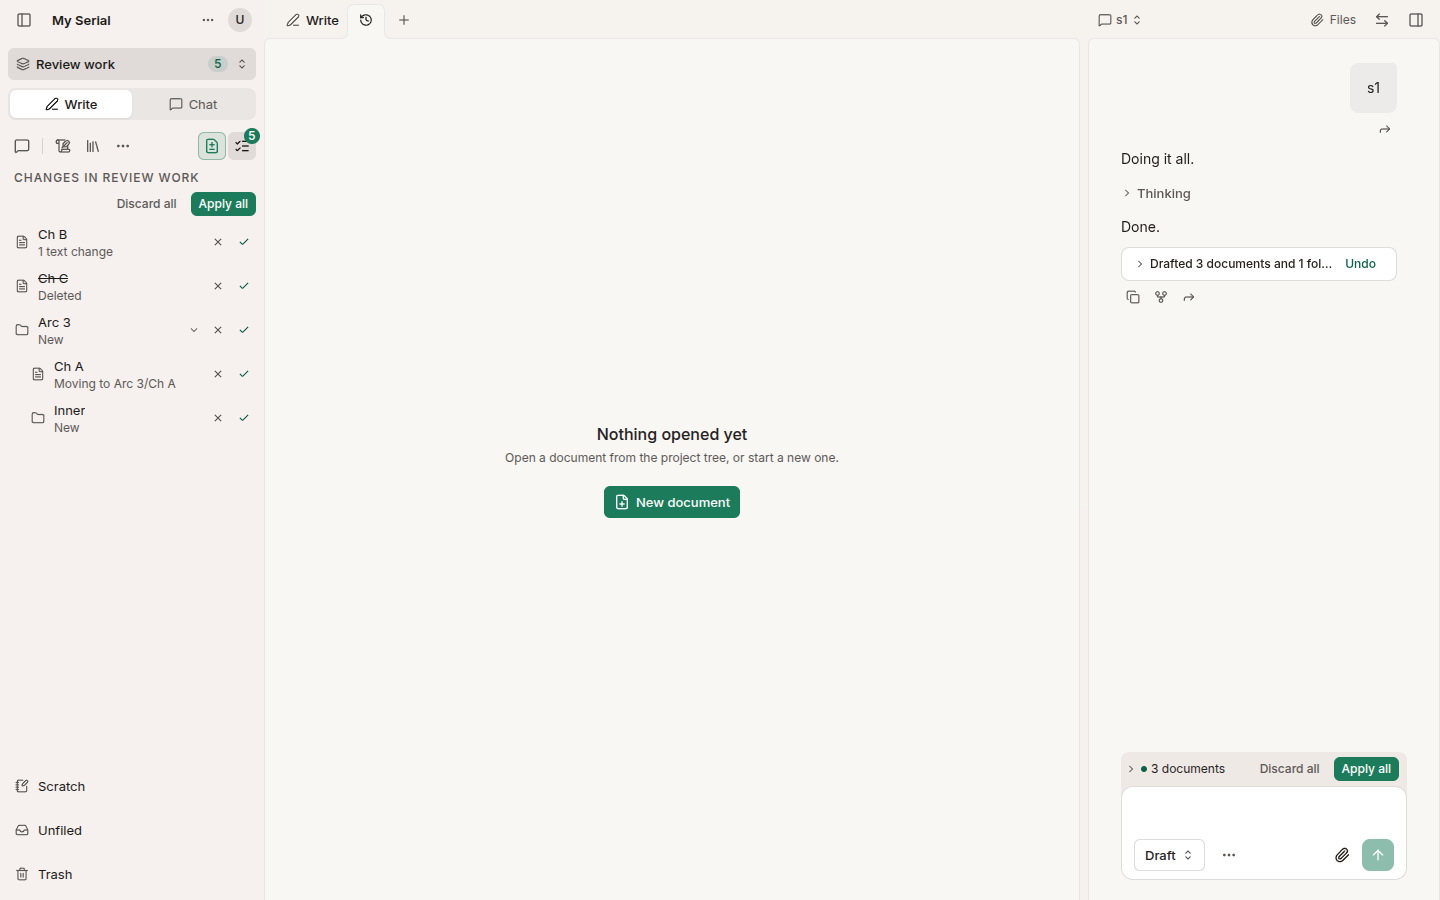 My Serial
U
Write
s1
Files
Review work
5
Write
Chat
5
CHANGES IN REVIEW WORK
Discard all
Apply all
Ch B
1 text change
Ch C
Deleted
Arc 3
New
Ch A
Moving to Arc 3/Ch A
Inner
New
Scratch
Unfiled
Trash
Nothing opened yet
Open a document from the project tree, or start a new one.
New document
s1
Doing it all.
Thinking
Done.
Drafted 3 documents and 1 fol...
Undo
3 documents
Discard all
Apply all
Draft